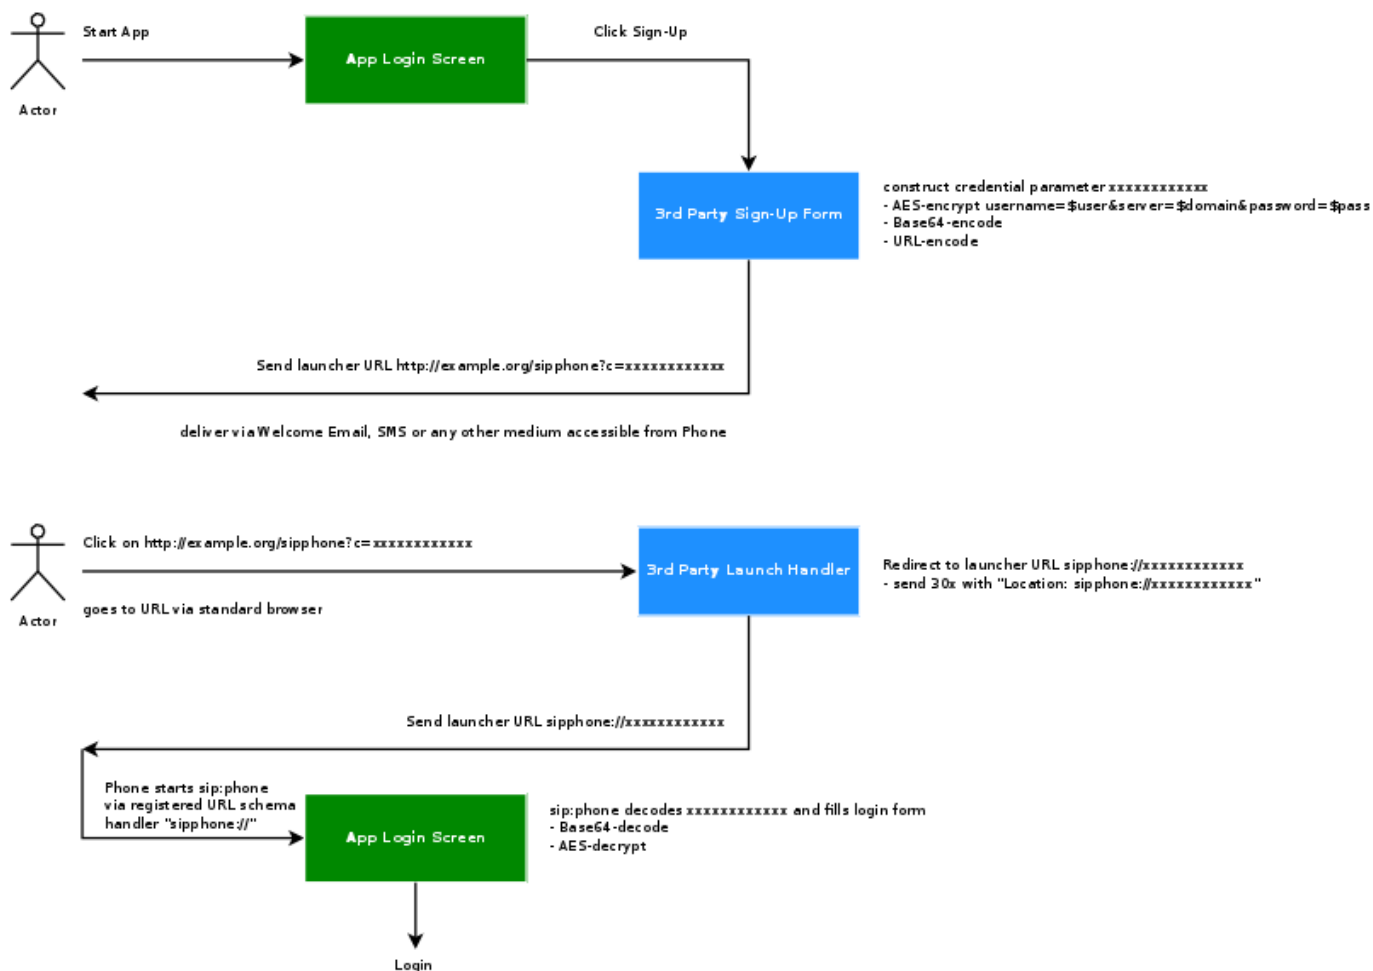 Start App
Click Sign-Up
App Login Screen
Actor
3rd Party Sign-Up Form
construct credential parameter xxxxxxxxxxxx
- AES-encrypt username=$user&server=$domain&password=$pass
- Base64-encode
- URL-encode
Send launcher URL http://example.org/sipphone?c=xxxxxxxxxxxx
deliver via Welcome Email, SMS or any other medium accessible from Phone
Click on http://example.org/sipphone?c=xxxxxxxxxxxx
Actor
goes to URL via standard browser
3rd Party Launch Handler
Redirect to launcher URL sipphone://xxxxxxxxxxxx
- send 30x with "Location: sipphone://xxxxxxxxxxxx"
Send launcher URL sipphone://xxxxxxxxxxxx
Phone starts sip:phone
via registered URL schema
handler "sipphone://"
App Login Screen
sip:phone decodes xxxxxxxxxxxx and fills login form
- Base64-decode
- AES-decrypt
Login